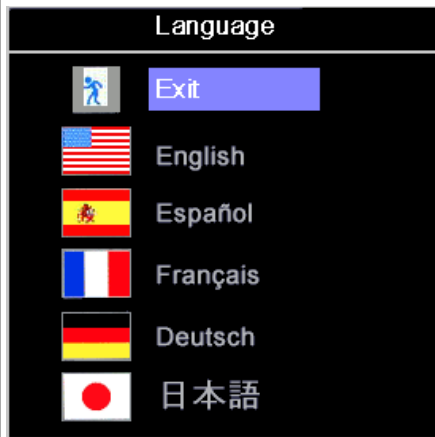 Language
Exit
English
Español
Français
Deutsch
日本語